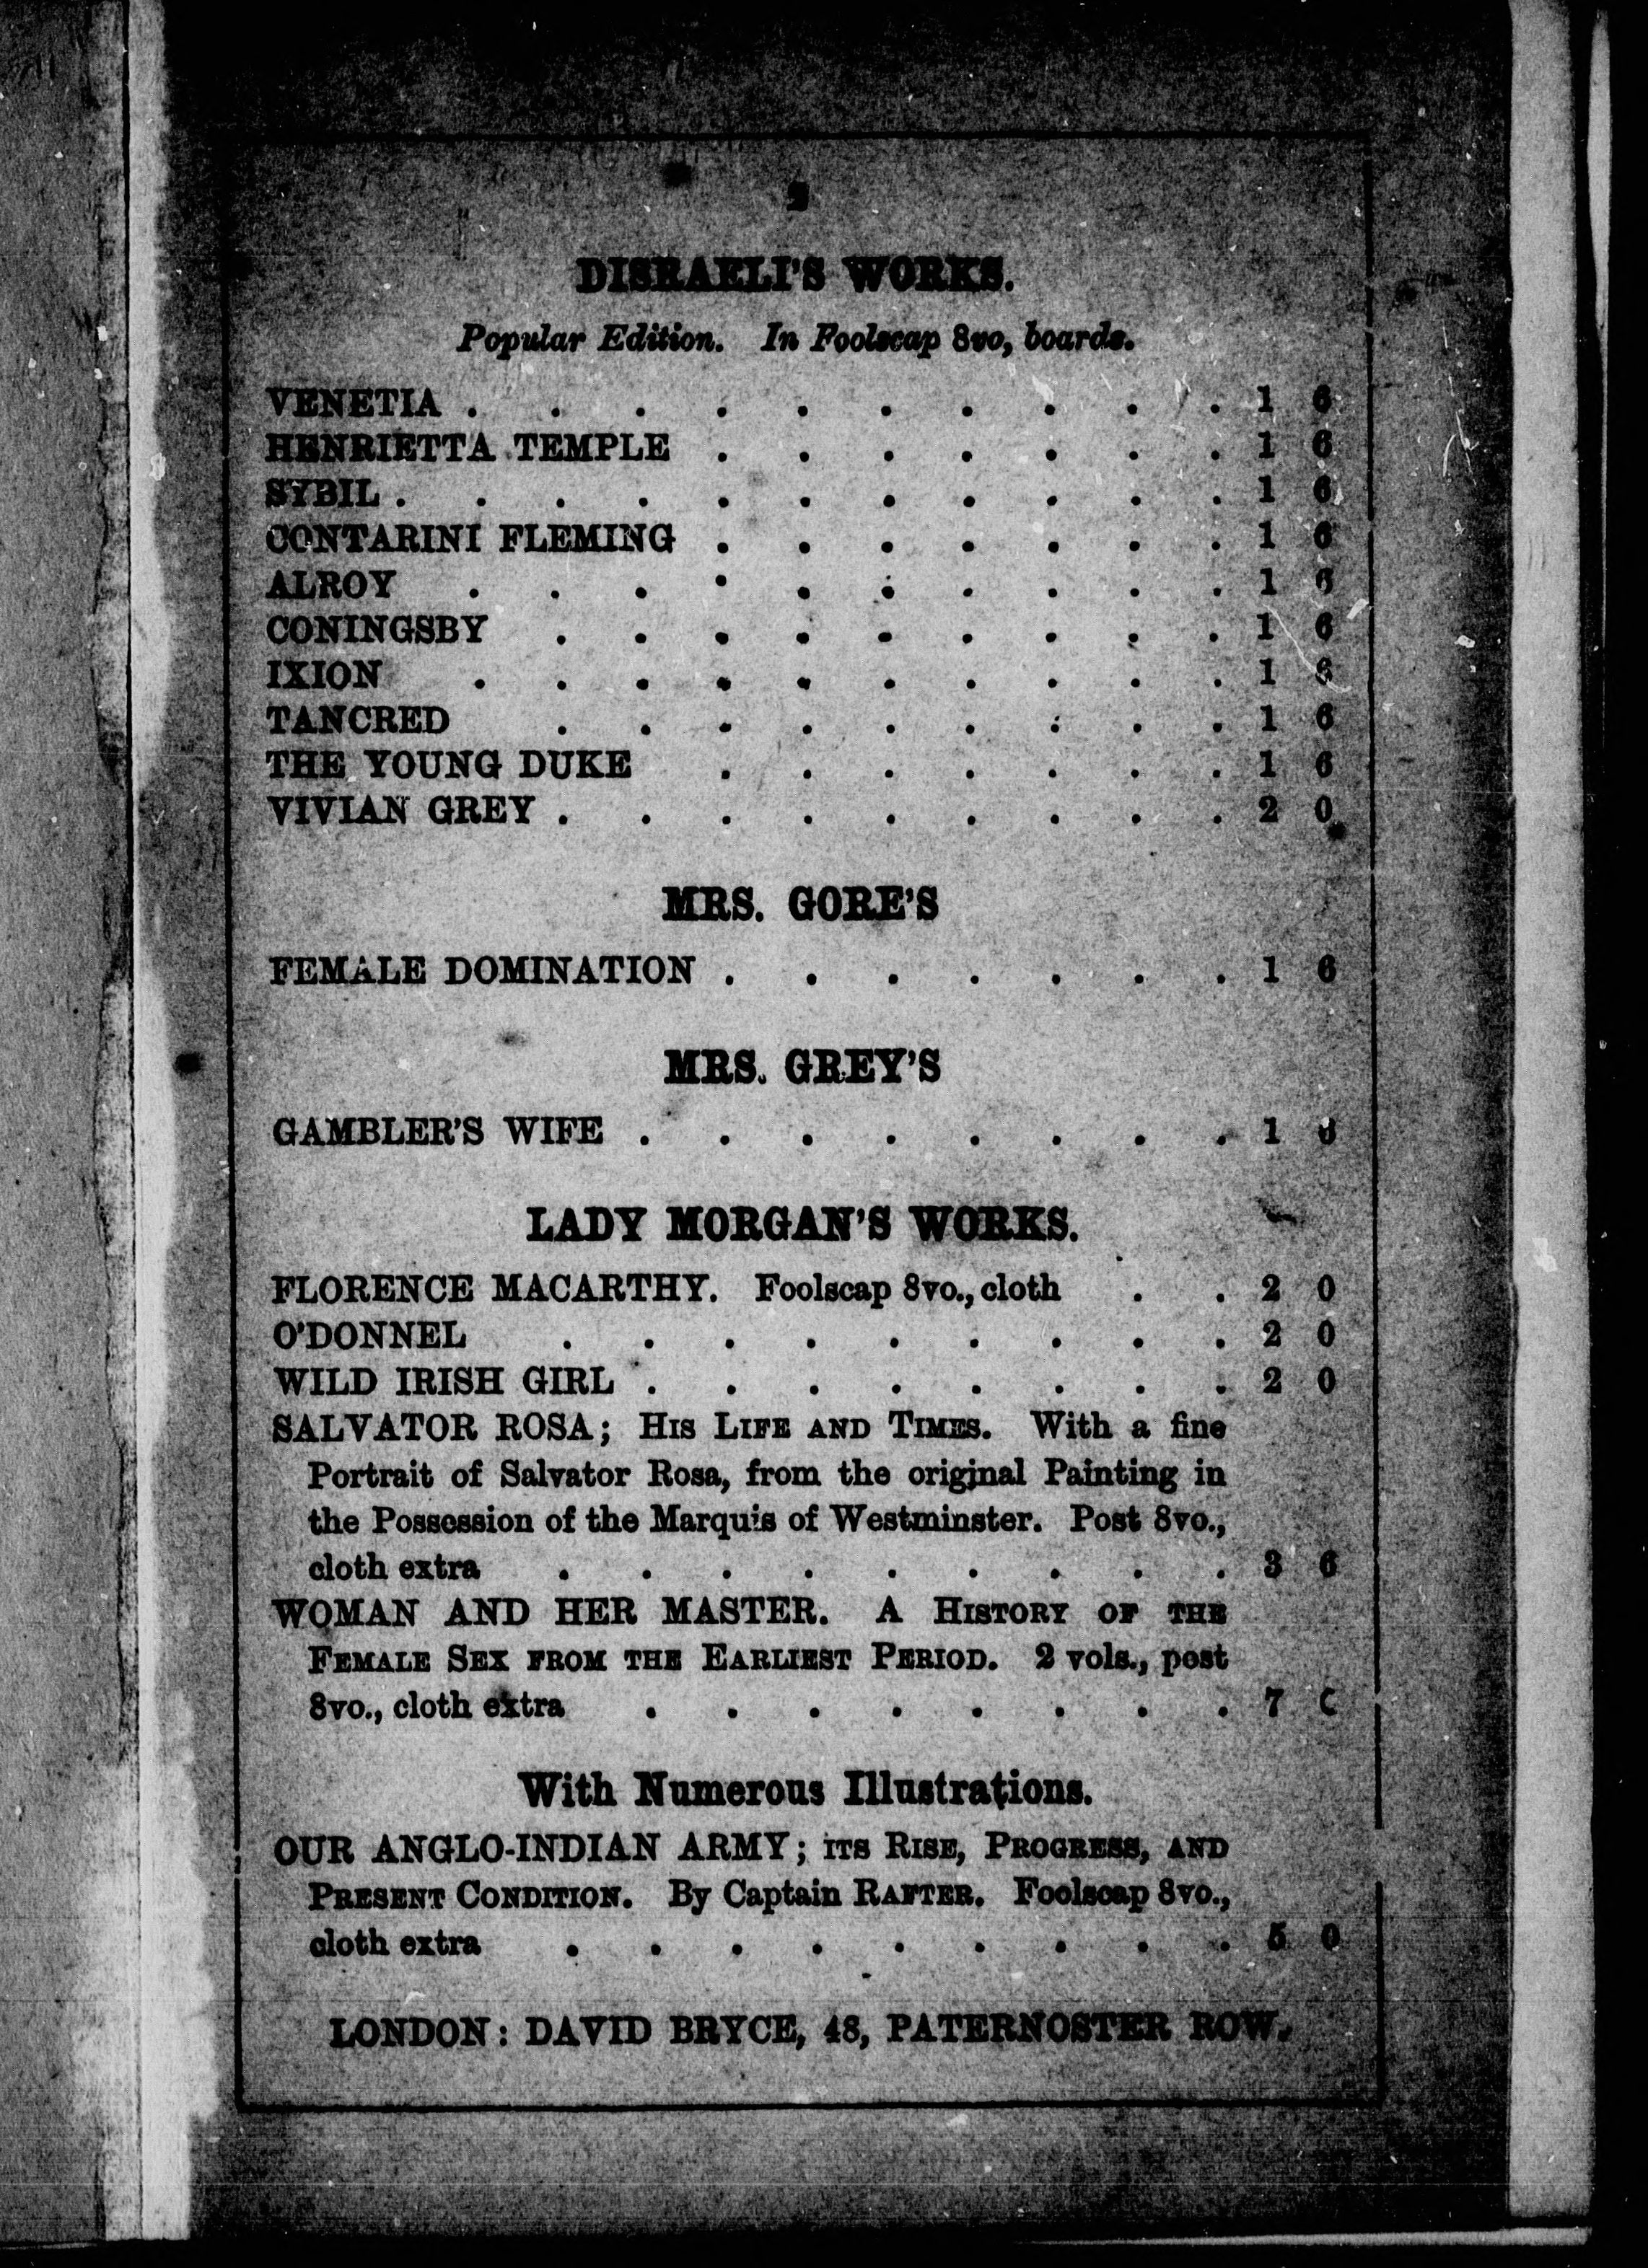 DISRAELI'S WORKS.
Popular Edition. In Foolscap 8vo, boards.
VENETIA . . . . . . . . . . 1 6
HENRIETTA TEMPLE . . . . . . . 1 6
SYBIL . . . . . . . . . . . 1 6
CONTARINI FLEMING . . . . . . . 1 6
ALROY . . . . . . . . . . 1 6
CONINGSBY . . . . . . . . . 1 6
IXION . . . . . . . . . . 1 6
TANCRED . . . . . . . . . 1 6
THE YOUNG DUKE . . . . . . . 1 6
VIVIAN GREY . . . . . . . . . 2 0
MRS. GORE'S
FEMALE DOMINATION . . . . . . . 1 6
MRS. GREY'S
GAMBLER'S WIFE . . . . . . . . 1
LADY MORGAN'S WORKS.
FLORENCE MACARTHY. Foolscap 8vo., cloth . . 2 0
O'DONNEL . . . . . . . . . 2 0
WILD IRISH GIRL . . . . . . . . 2 0
SALVATOR ROSA; HIS LIFE AND TIMES. With a fine
Portrait of Salvator Rosa, from the original Painting in
the Possession of the Marquis of Westminster. Post 8vo.,
cloth extra . . . . . . . . . 3 6
WOMAN AND HER MASTER. A HISTORY OF THE
FEMALE SEX FROM THE EARLIEST PERIOD. 2 vols., post
8vo., cloth extra . . . . . . . . 7
With Numerous Illustrations.
OUR ANGLO-INDIAN ARMY; ITS RISE, PROGRESS, AND
PRESENT CONDITION. By Captain RAFTER. Foolscap 8vo.,
cloth extra . . . . . . . . . 5 0
LONDON: DAVID BRYCE, 48, PATERNOSTER ROW.